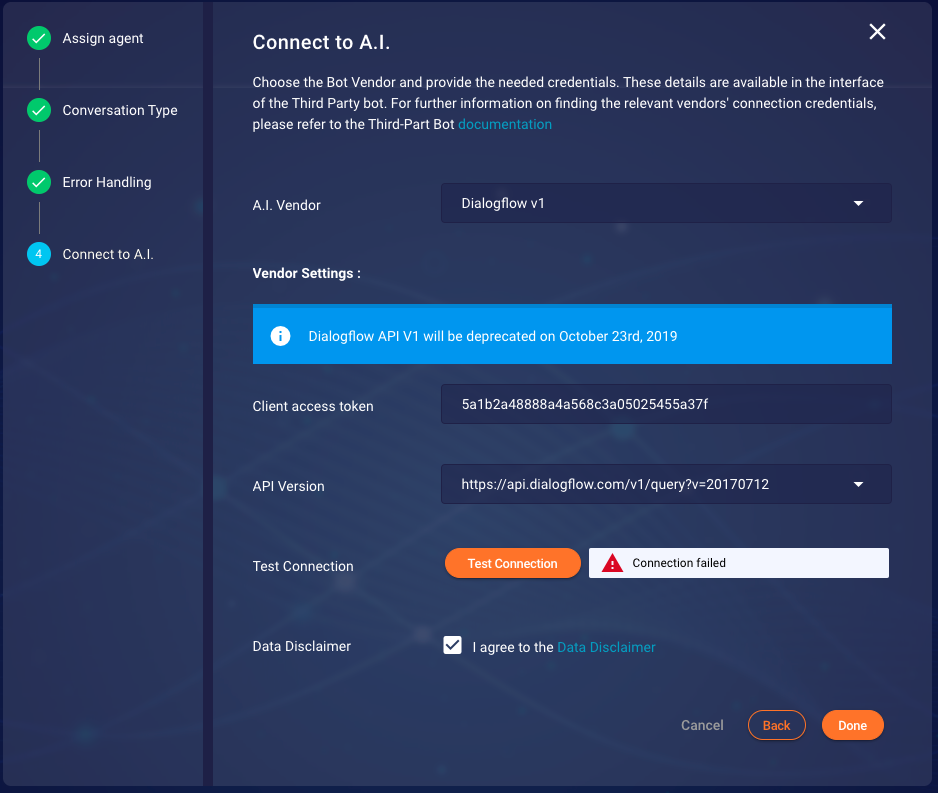 Assign agent
Conversation Type
Error Handling
4 Connect to A.I.
Connect to A.I.
Choose the Bot Vendor and provide the needed credentials. These details are available in the interface
of the Third Party bot. For further information on finding the relevant vendors' connection credentials,
please refer to the Third-Part Bot documentation
A.I. Vendor Dialogflow v1
Vendor Settings :
Dialogflow API V1 will be deprecated on October 23rd, 2019
Client access token 5a1b2a48888a4a568c3a05025455a37f
API Version https://api.dialogflow.com/v1/query?v=20170712
Test Connection Test Connection Connection failed
Data Disclaimer I agree to the Data Disclaimer
Cancel Back Done